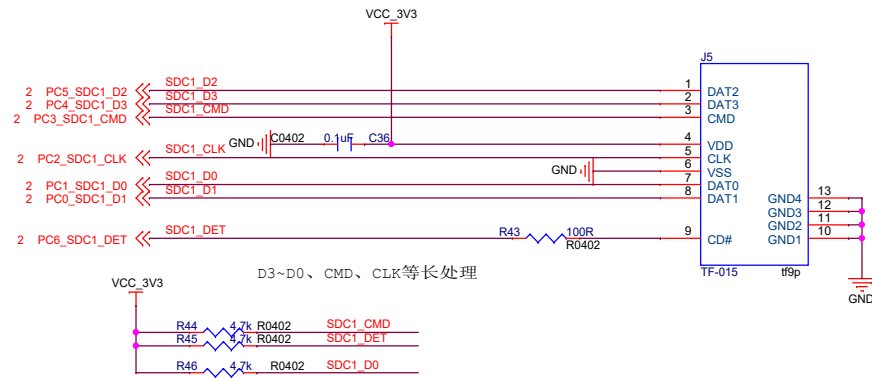 VCC_3V3
J5
2 PC5_SDC1_D2 SDC1_D2 1 DAT2
2 PC4_SDC1_D3 SDC1_D3 2 DAT3
2 PC3_SDC1_CMD SDC1_CMD 3 CMD
GND C0402 0.1uF C36 4 VDD
2 PC2_SDC1_CLK SDC1_CLK 5 CLK
GND 6 VSS
2 PC1_SDC1_D0 SDC1_D0 7 DAT0
2 PC0_SDC1_D1 SDC1_D1 8 DAT1
GND4 13
GND3 12
GND2 11
GND1 10
2 PC6_SDC1_DET SDC1_DET R43 100R R0402 9 CD#
TF-015 tf9p
GND
D3~D0、CMD、CLK等长处理
VCC_3V3
R44 4.7k R0402 SDC1_CMD
R45 4.7k R0402 SDC1_DET
R46 4.7k R0402 SDC1_D0